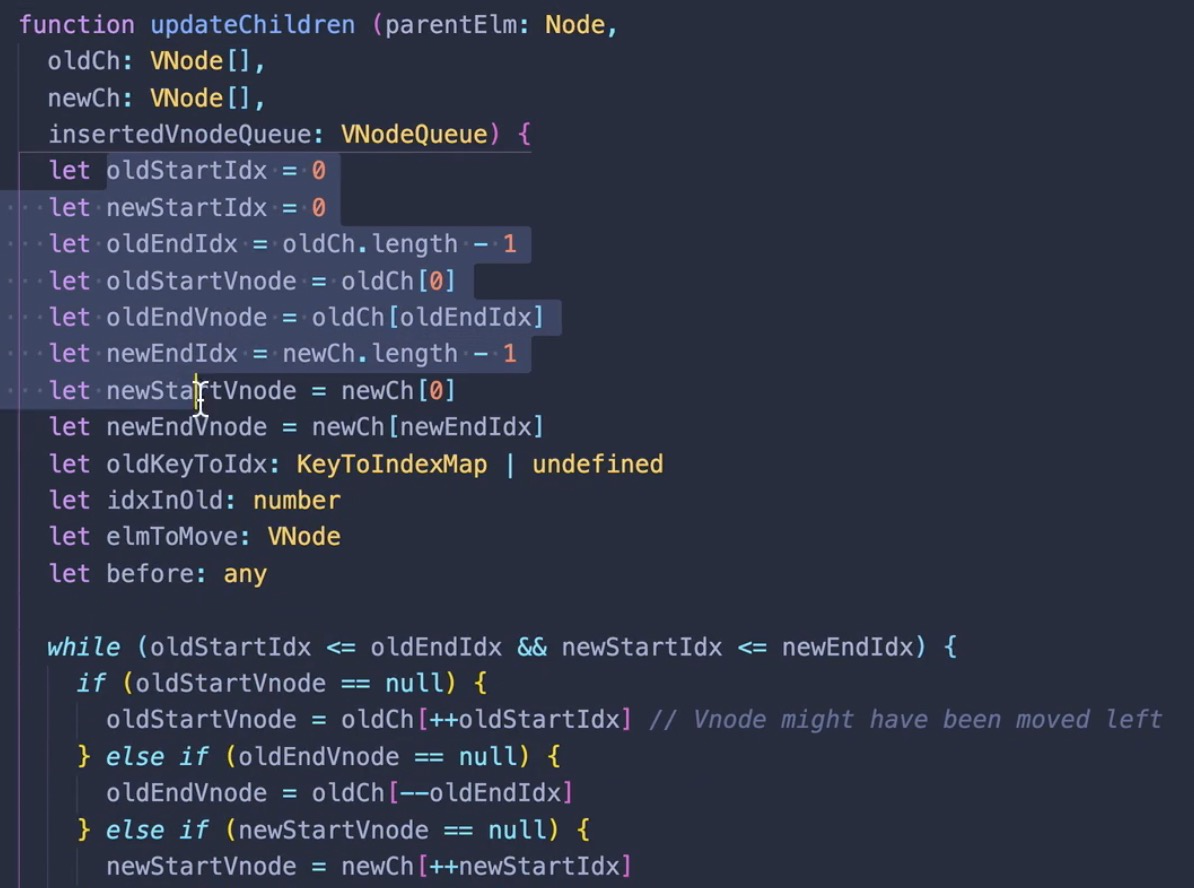 function updateChildren (parentElm: Node,
oldCh: VNode[],
newCh: VNode[],
insertedVnodeQueue: VNodeQueue) {
let oldStartIdx = 0
let newStartIdx = 0
let oldEndIdx = oldCh.length - 1
let oldStartVnode = oldCh[0]
let oldEndVnode = oldCh[oldEndIdx]
let newEndIdx = newCh.length - 1
let newStartVnode = newCh[0]
let newEndVnode = newCh[newEndIdx]
let oldKeyToIdx: KeyToIndexMap | undefined
let idxInOld: number
let elmToMove: VNode
let before: any
while (oldStartIdx <= oldEndIdx && newStartIdx <= newEndIdx) {
if (oldStartVnode == null) {
oldStartVnode = oldCh[++oldStartIdx] // Vnode might have been moved left
} else if (oldEndVnode == null) {
oldEndVnode = oldCh[--oldEndIdx]
} else if (newStartVnode == null) {
newStartVnode = newCh[++newStartIdx]